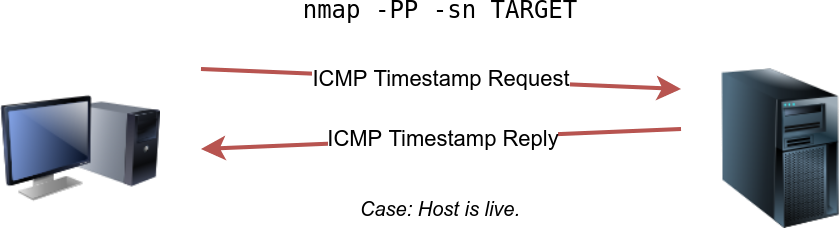 nmap -PP -sn TARGET
ICMP Timestamp Request
ICMP Timestamp Reply
Case: Host is live.